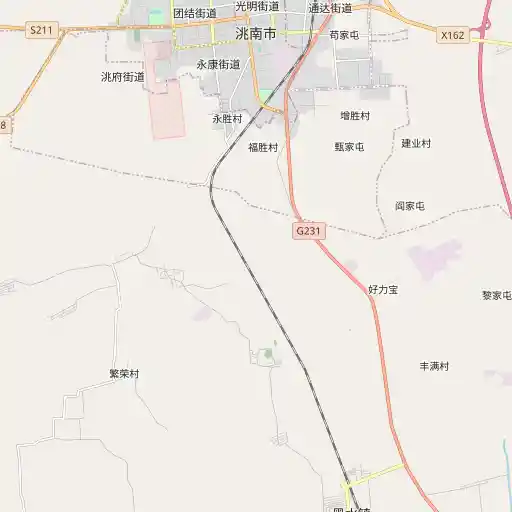 光明街道
通达街道
团结街道
S211
洮南市
苟家屯
X162
永康街道
洮府街道
永胜村
增胜村
8
福胜村
甄家屯
建业村
阎家屯
G231
好力宝
黎家屯
丰满村
繁荣村